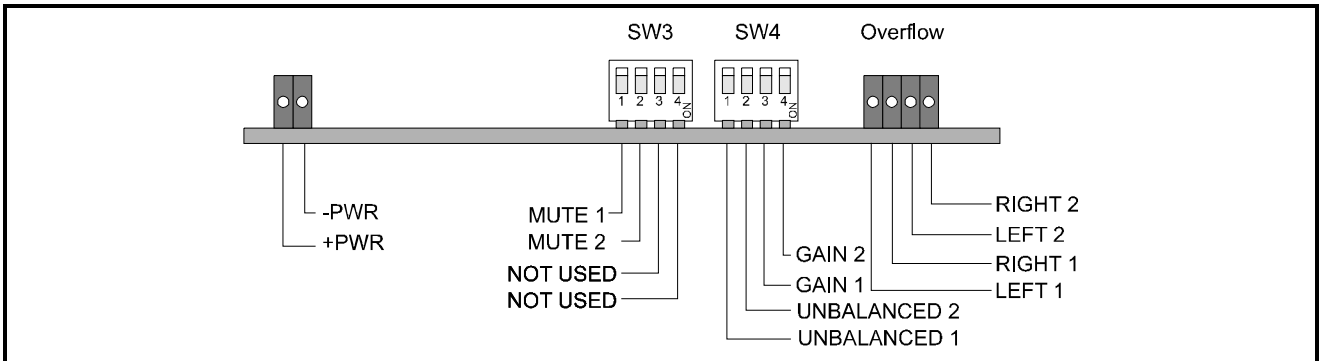 SW3 SW4 Overflow
1 2 3 4 ON 1 2 3 4 ON
-PWR
+PWR
MUTE 1
MUTE 2
NOT USED
NOT USED
GAIN 2
GAIN 1
UNBALANCED 2
UNBALANCED 1
RIGHT 2
LEFT 2
RIGHT 1
LEFT 1